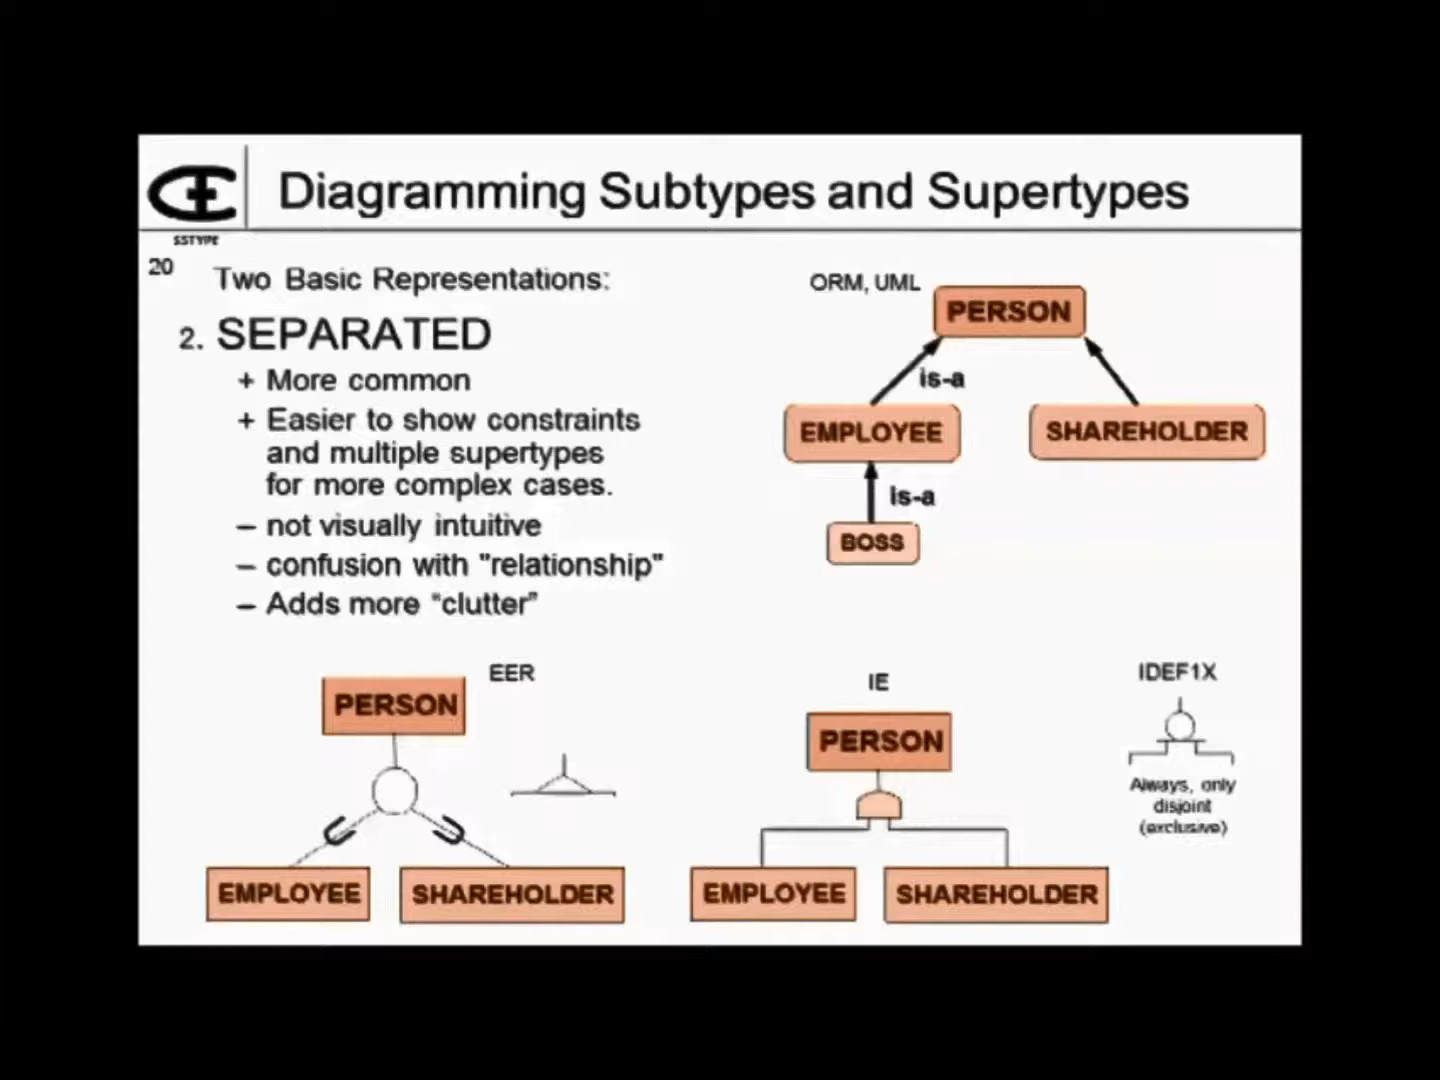 Diagramming Subtypes and Supertypes
SSTYPE
20
Two Basic Representations:
2. SEPARATED
+ More common
+ Easier to show constraints
and multiple supertypes
for more complex cases.
– not visually intuitive
– confusion with "relationship"
– Adds more “clutter”
ORM, UML
PERSON
is-a
EMPLOYEE
SHAREHOLDER
is-a
BOSS
EER
PERSON
EMPLOYEE
SHAREHOLDER
IE
PERSON
EMPLOYEE
SHAREHOLDER
IDEF1X
Always, only
disjoint
(exclusive)